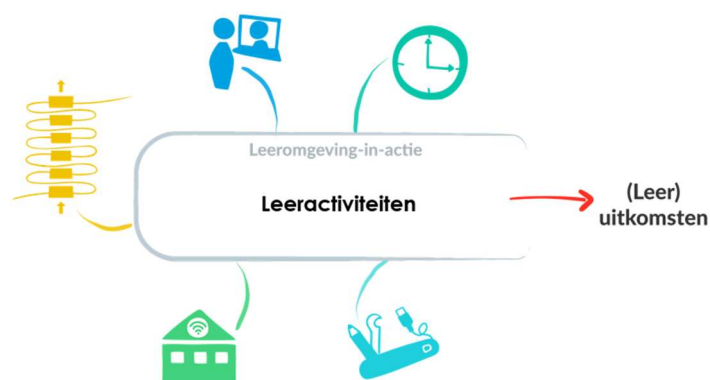 Leeromgeving-in-actie
Leeractiviteiten
(Leer)
uitkomsten